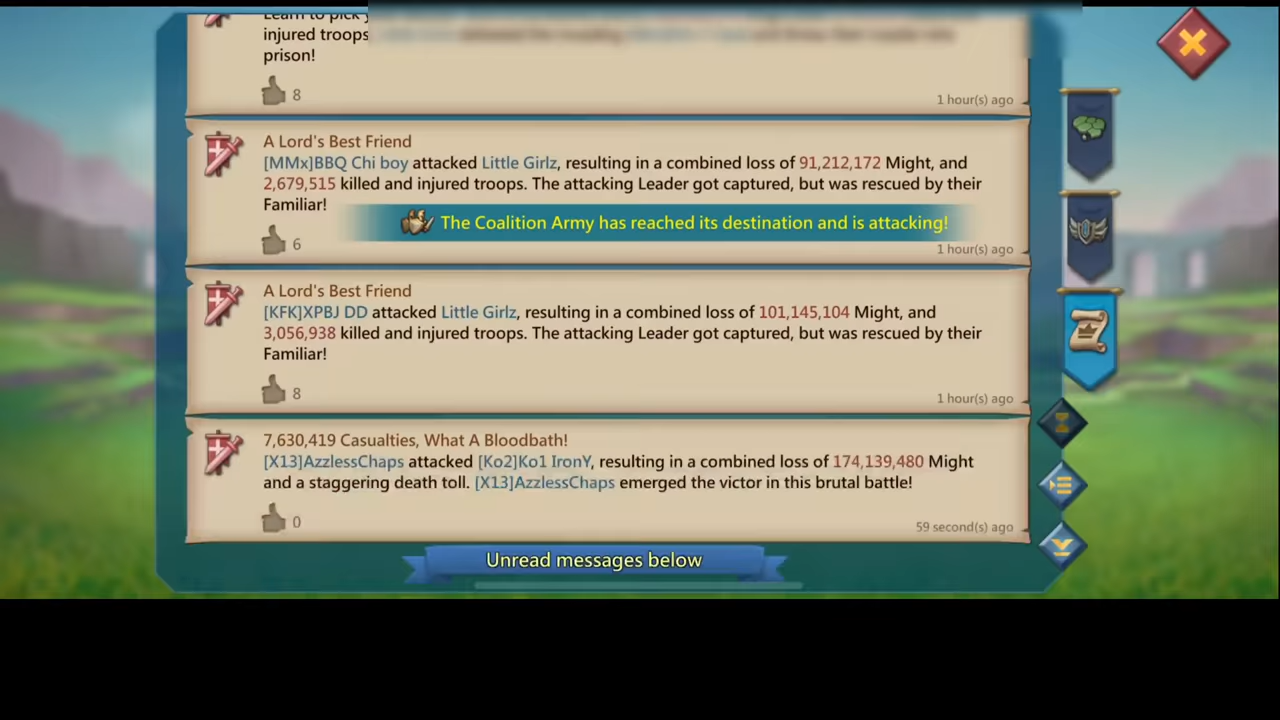 Learn to pick
injured troops
prison!
8
1 hour(s) ago
A Lord's Best Friend
[MMx]BBQ Chi boy attacked Little Girlz, resulting in a combined loss of 91,212,172 Might, and
2,679,515 killed and injured troops. The attacking Leader got captured, but was rescued by their
Familiar!
The Coalition Army has reached its destination and is attacking!
6
1 hour(s) ago
A Lord's Best Friend
[KFK]XPBJ DD attacked Little Girlz, resulting in a combined loss of 101,145,104 Might, and
3,056,938 killed and injured troops. The attacking Leader got captured, but was rescued by their
Familiar!
8
1 hour(s) ago
7,630,419 Casualties, What A Bloodbath!
[X13]AzzlessChaps attacked [Ko2]Ko1 IronY, resulting in a combined loss of 174,139,480 Might
and a staggering death toll. [X13]AzzlessChaps emerged the victor in this brutal battle!
0
59 second(s) ago
Unread messages below